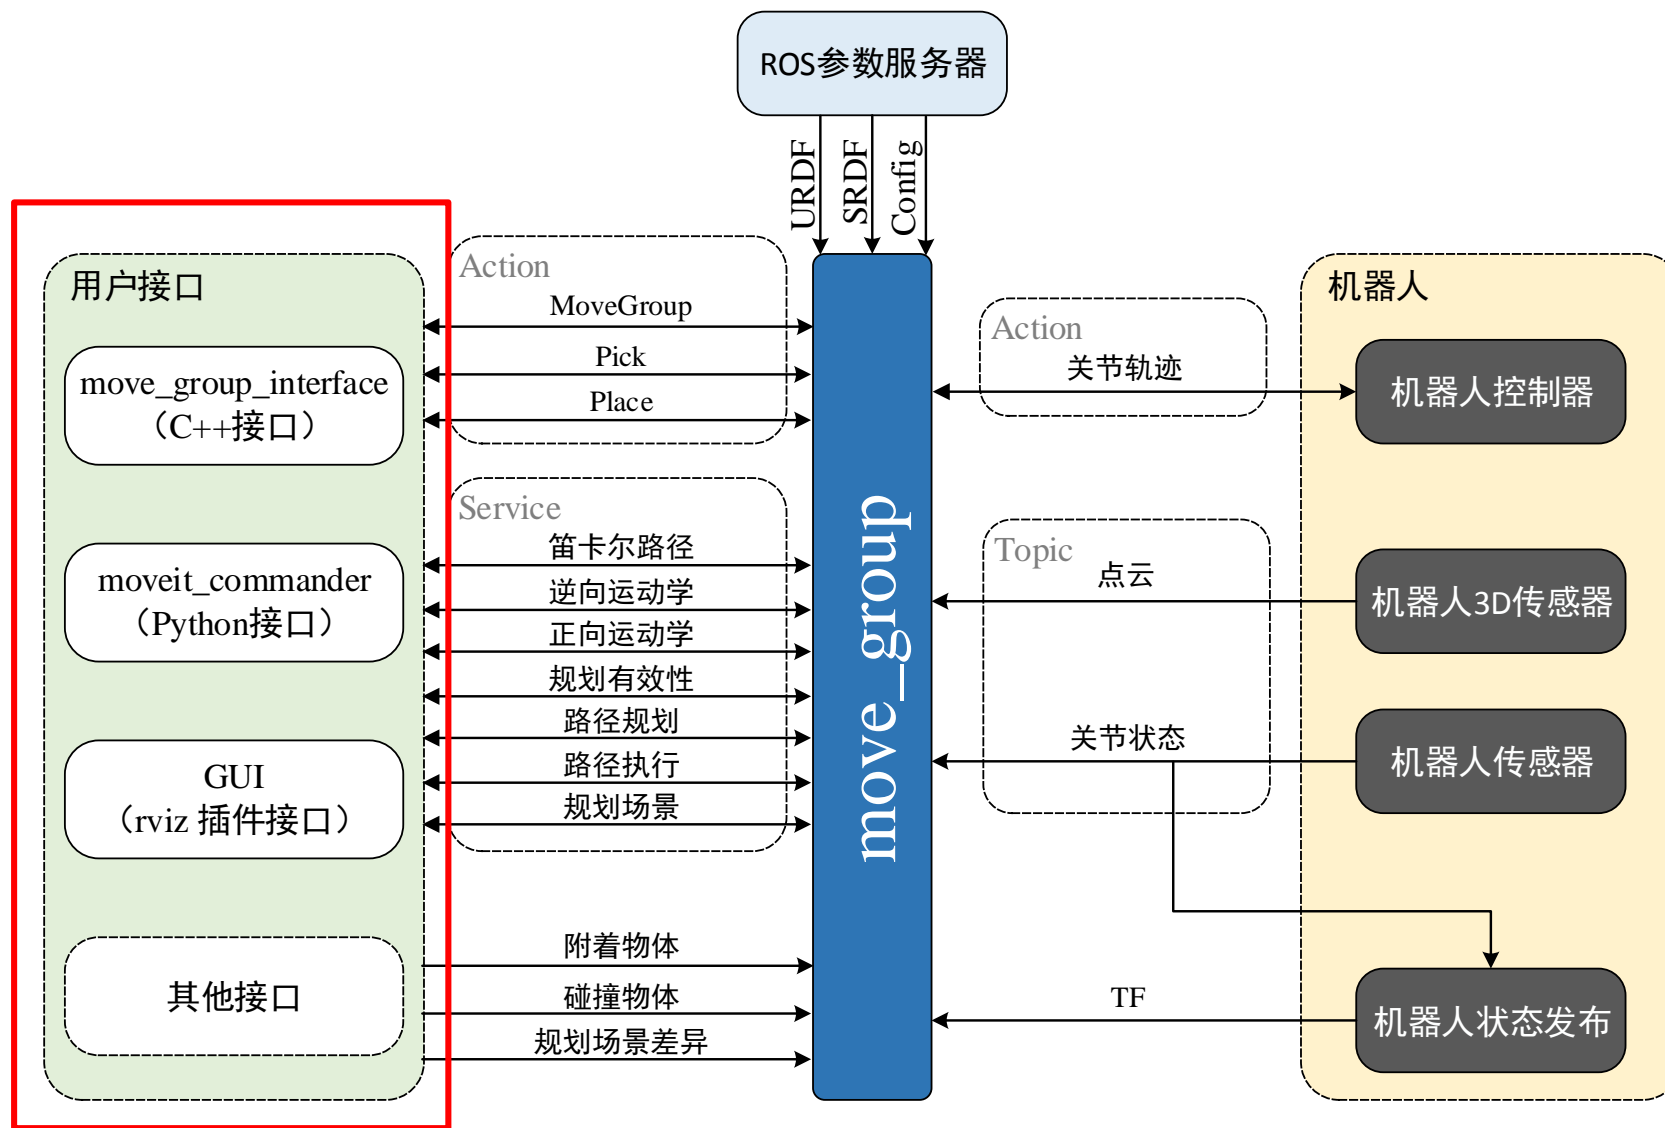 ROS参数服务器
URDF
SRDF
Config
用户接口
move_group_interface
（C++接口）
moveit_commander
（Python接口）
GUI
（rviz 插件接口）
其他接口
Action
MoveGroup
Pick
Place
Service
笛卡尔路径
逆向运动学
正向运动学
规划有效性
路径规划
路径执行
规划场景
附着物体
碰撞物体
规划场景差异
move_group
Action
关节轨迹
Topic
点云
关节状态
TF
机器人
机器人控制器
机器人3D传感器
机器人传感器
机器人状态发布